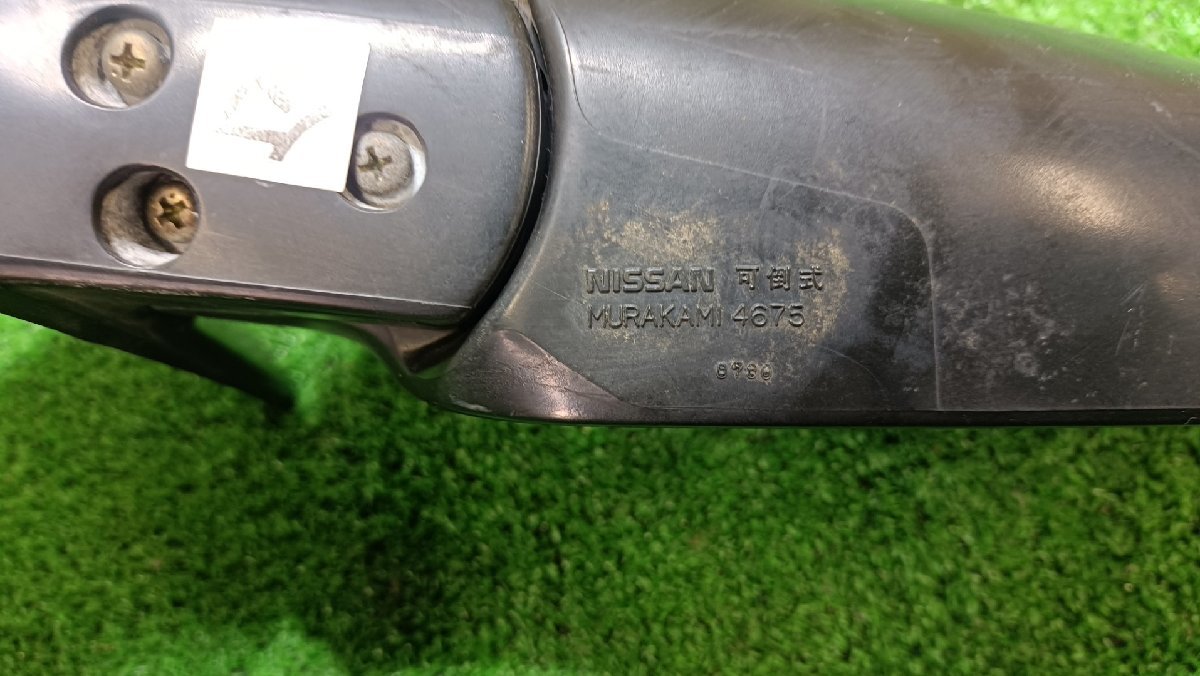 NISSAN 可倒式
MURAKAMI 4675